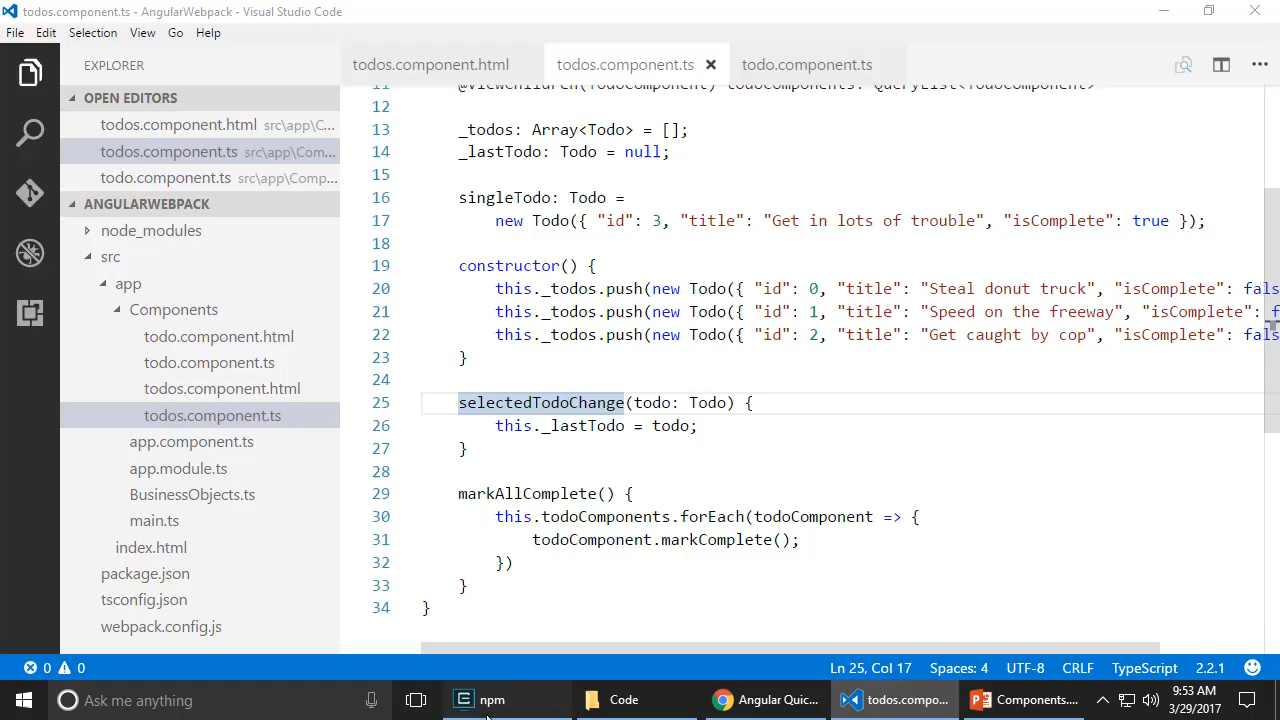 todos.component.ts - AngularWebpack - Visual Studio Code
File Edit Selection View Go Help
EXPLORER
todos.component.html todos.component.ts todo.component.ts
OPEN EDITORS
todos.component.html src\app\C...
todos.component.ts src\app\Com...
todo.component.ts src\app\Comp...
ANGULARWEBPACK
node_modules
src
app
Components
todo.component.html
todo.component.ts
todos.component.html
todos.component.ts
app.component.ts
app.module.ts
BusinessObjects.ts
main.ts
index.html
package.json
tsconfig.json
webpack.config.js
11 @ViewChildren(TodoComponent) todoComponents: QueryList<TodoComponent>
12
13 _todos: Array<Todo> = [];
14 _lastTodo: Todo = null;
15
16 singleTodo: Todo =
17 new Todo({ "id": 3, "title": "Get in lots of trouble", "isComplete": true });
18
19 constructor() {
20 this._todos.push(new Todo({ "id": 0, "title": "Steal donut truck", "isComplete": fals
21 this._todos.push(new Todo({ "id": 1, "title": "Speed on the freeway", "isComplete": f
22 this._todos.push(new Todo({ "id": 2, "title": "Get caught by cop", "isComplete": fals
23 }
24
25 selectedTodoChange(todo: Todo) {
26 this._lastTodo = todo;
27 }
28
29 markAllComplete() {
30 this.todoComponents.forEach(todoComponent => {
31 todoComponent.markComplete();
32 })
33 }
34 }
0 0 Ln 25, Col 17 Spaces: 4 UTF-8 CRLF TypeScript 2.2.1
Ask me anything npm Code Angular Quic... todos.compo... Components.... 9:53 AM
3/29/2017